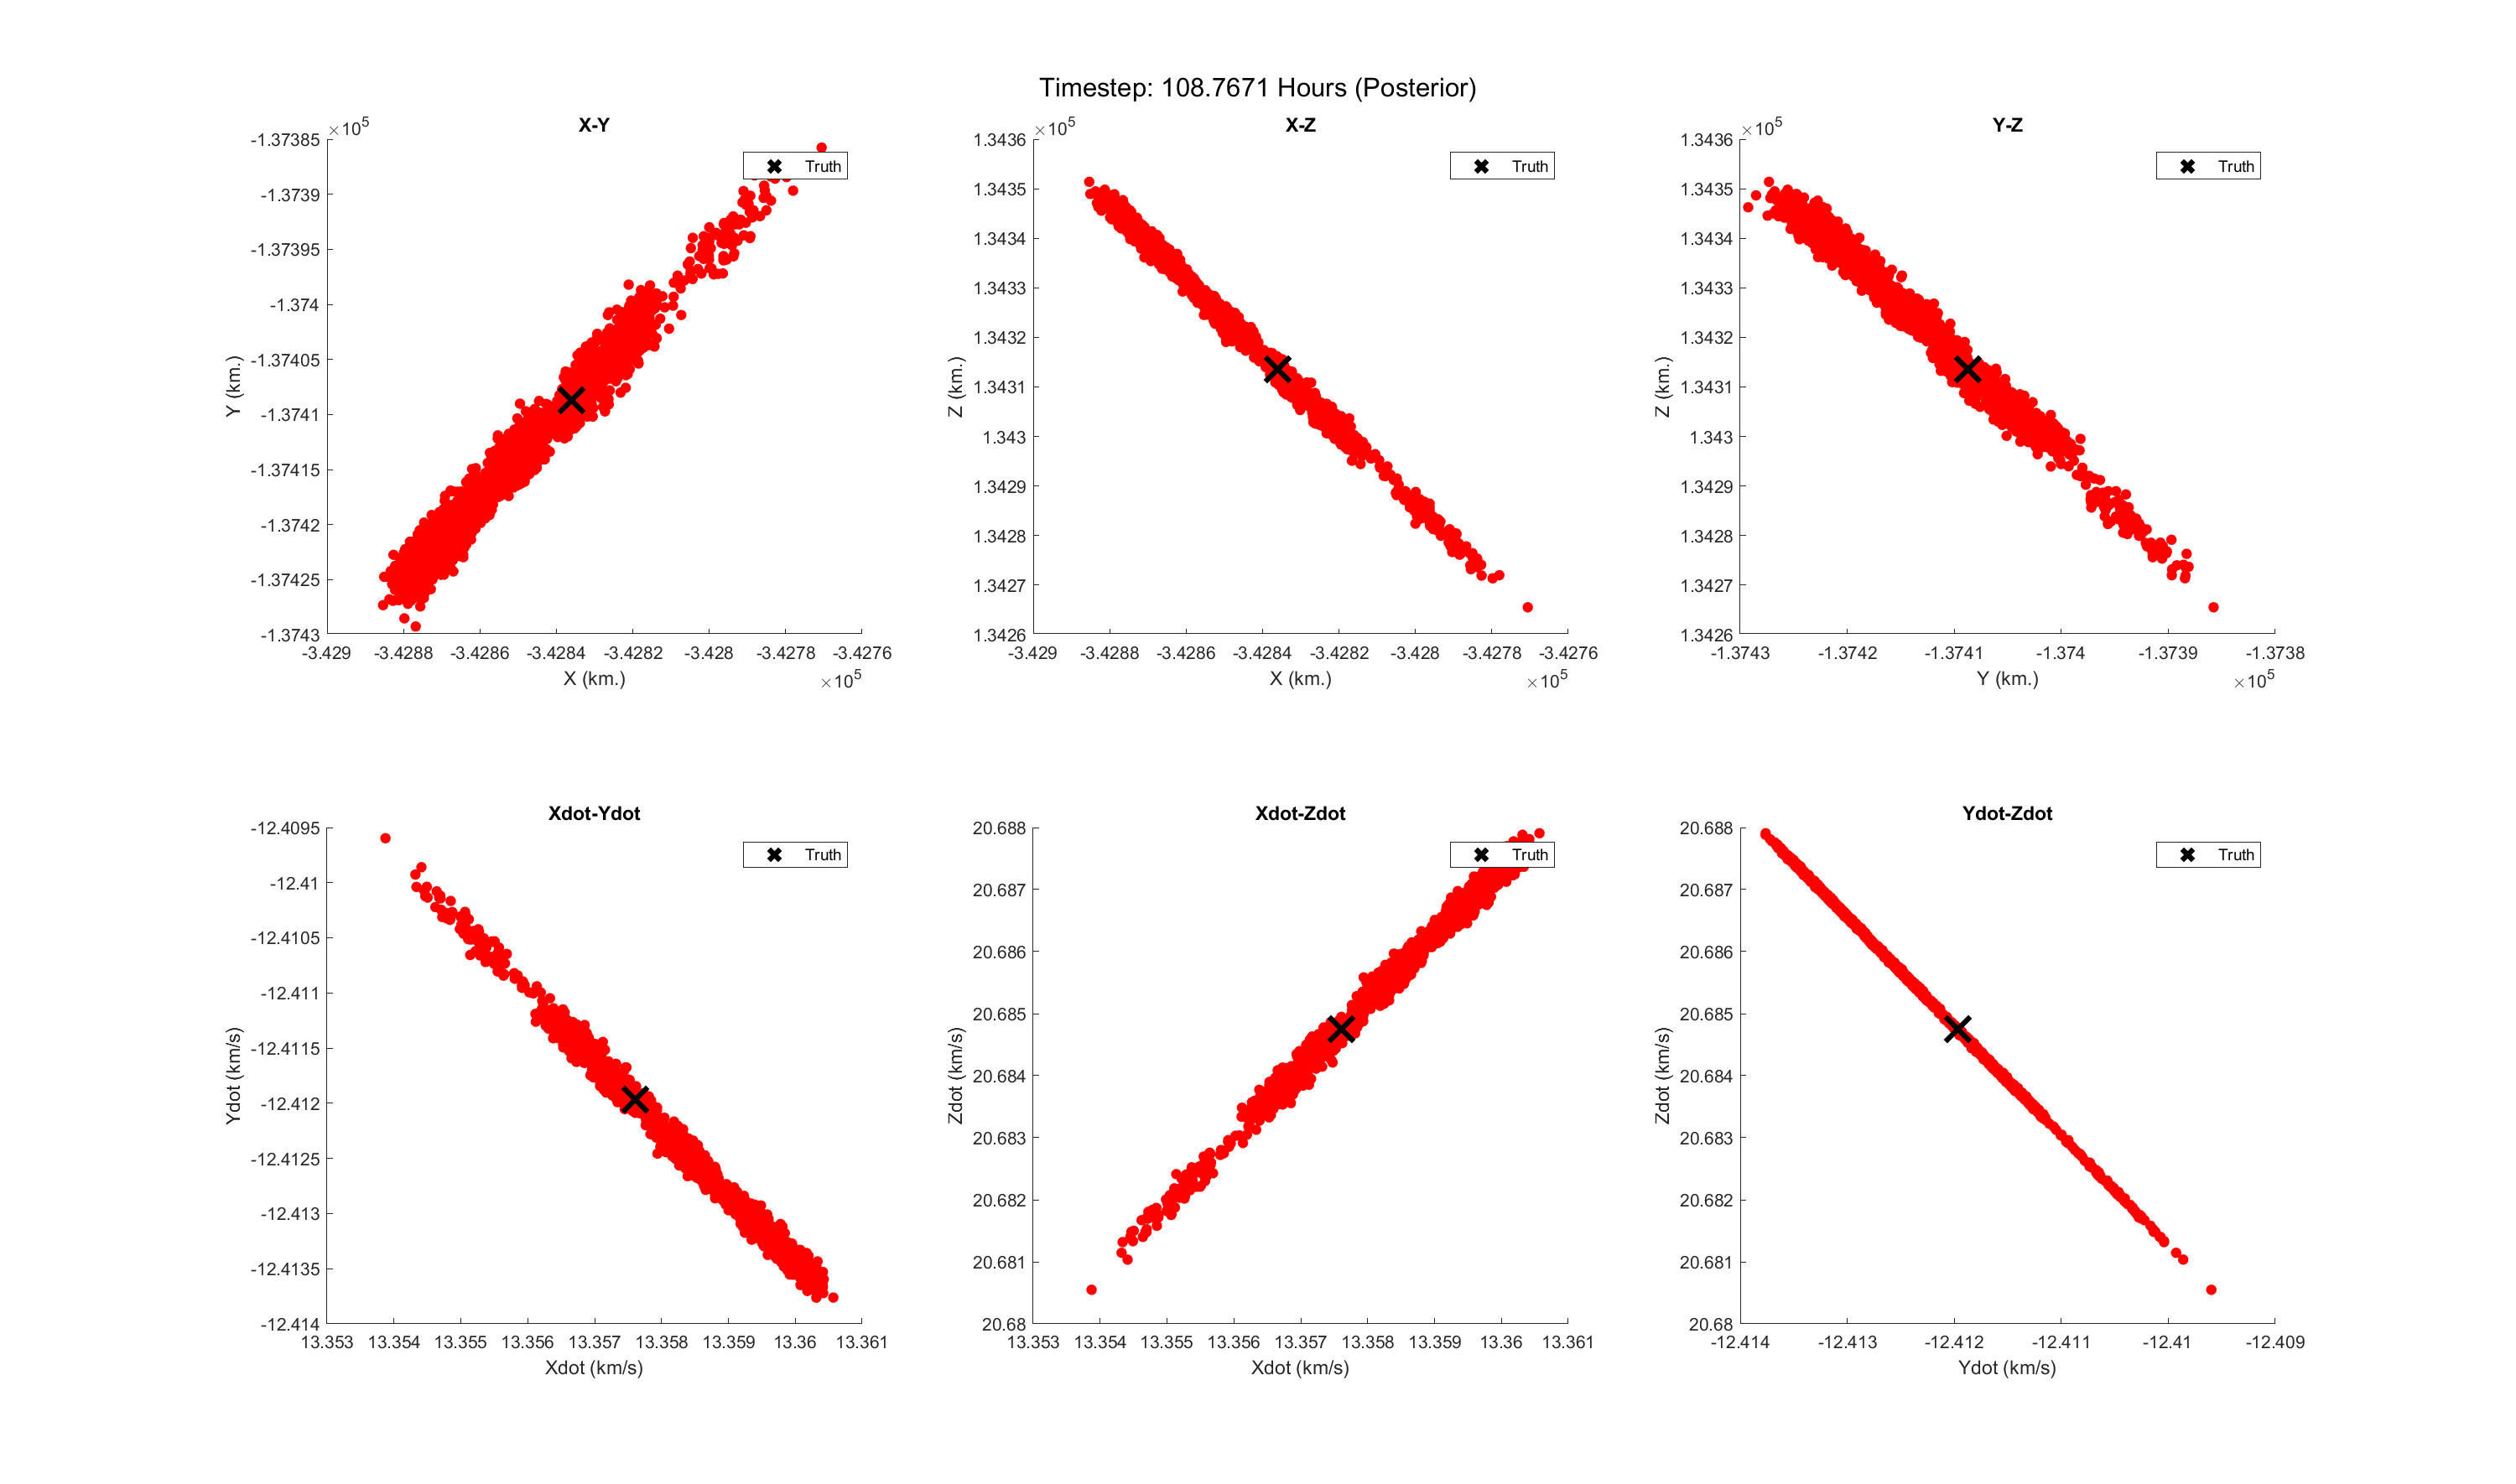 Timestep: 108.7671 Hours (Posterior)
X-Y
×10^5
-1.37385
-1.3739
-1.37395
-1.374
-1.37405
-1.3741
-1.37415
-1.3742
-1.37425
-1.3743
Y (km.)
Truth
-3.429 -3.4288 -3.4286 -3.4284 -3.4282 -3.428 -3.4278 -3.4276
X (km.)
×10^5
X-Z
×10^5
1.3436
1.3435
1.3434
1.3433
1.3432
1.3431
1.343
1.3429
1.3428
1.3427
1.3426
Z (km.)
Truth
-3.429 -3.4288 -3.4286 -3.4284 -3.4282 -3.428 -3.4278 -3.4276
X (km.)
×10^5
Y-Z
×10^5
1.3436
1.3435
1.3434
1.3433
1.3432
1.3431
1.343
1.3429
1.3428
1.3427
1.3426
Z (km.)
Truth
-1.3743 -1.3742 -1.3741 -1.374 -1.3739 -1.3738
Y (km.)
×10^5
Xdot-Ydot
-12.4095
-12.41
-12.4105
-12.411
-12.4115
-12.412
-12.4125
-12.413
-12.4135
-12.414
Ydot (km/s)
Truth
13.353 13.354 13.355 13.356 13.357 13.358 13.359 13.36 13.361
Xdot (km/s)
Xdot-Zdot
20.688
20.687
20.686
20.685
20.684
20.683
20.682
20.681
20.68
Zdot (km/s)
Truth
13.353 13.354 13.355 13.356 13.357 13.358 13.359 13.36 13.361
Xdot (km/s)
Ydot-Zdot
20.688
20.687
20.686
20.685
20.684
20.683
20.682
20.681
20.68
Zdot (km/s)
Truth
-12.414 -12.413 -12.412 -12.411 -12.41 -12.409
Ydot (km/s)